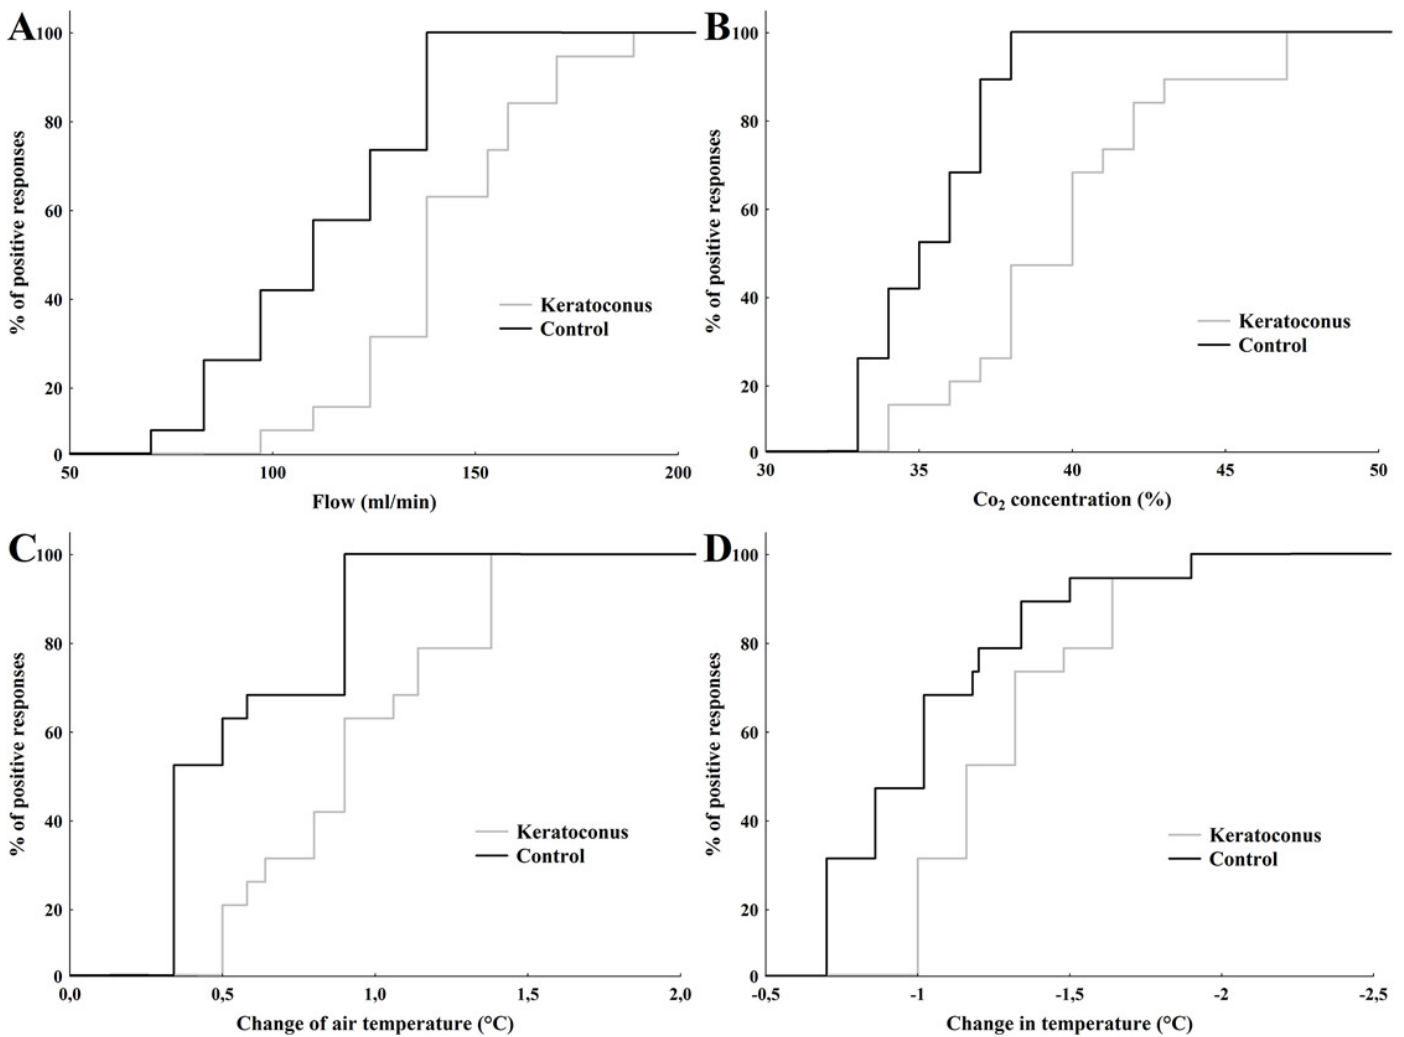 A
100
80
60
40
20
0
% of positive responses
Keratoconus
Control
50 100 150 200
Flow (ml/min)
B
100
80
60
40
20
0
% of positive responses
Keratoconus
Control
30 35 40 45 50
Co₂ concentration (%)
C
100
80
60
40
20
0
% of positive responses
Keratoconus
Control
0,0 0,5 1,0 1,5 2,0
Change of air temperature (°C)
D
100
80
60
40
20
0
% of positive responses
Keratoconus
Control
-0,5 -1 -1,5 -2 -2,5
Change in temperature (°C)